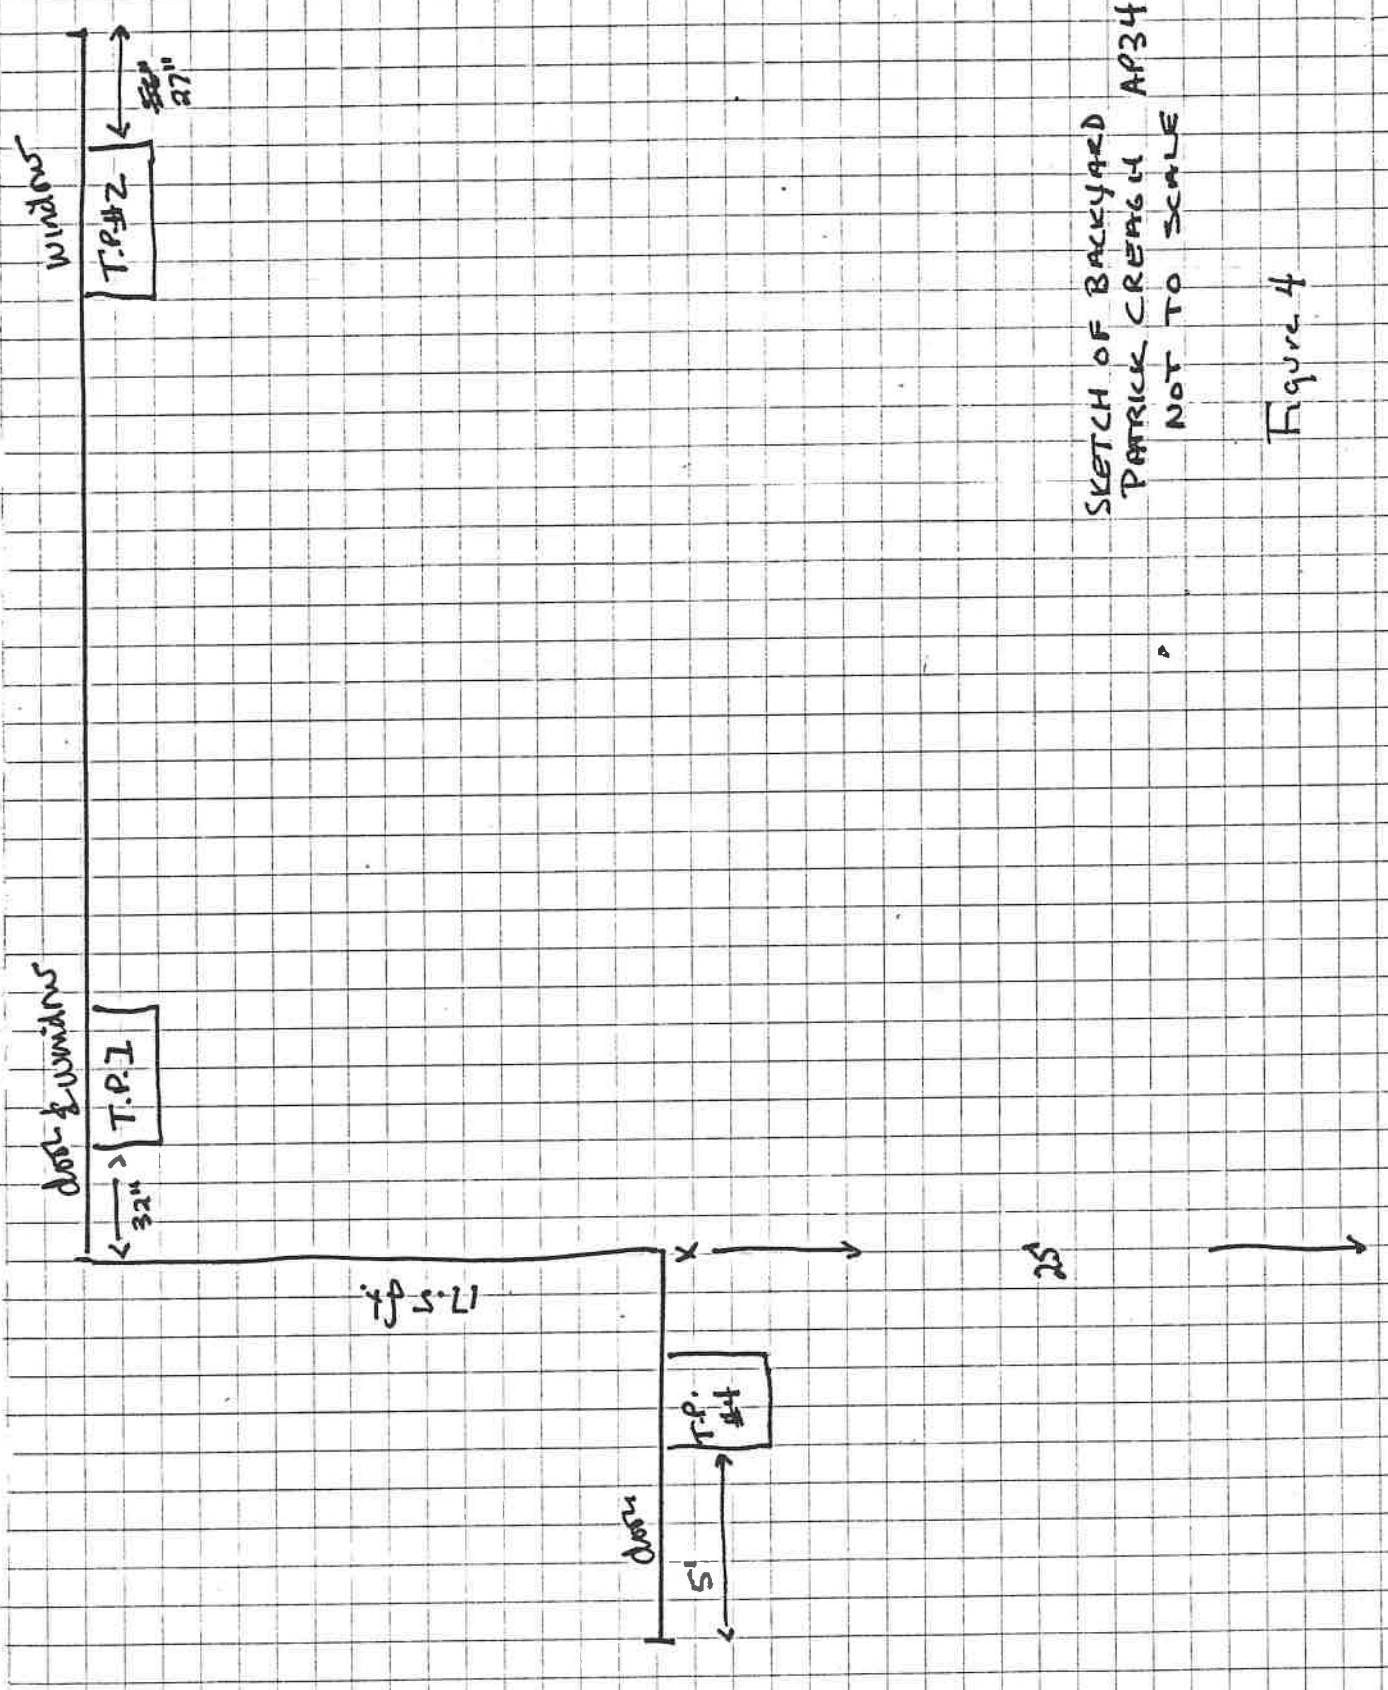 window
T.P.#2
27"
door & window
T.P.1
32"
17.5 ft.
X
25'
T.P.
#4
door
5'
SKETCH OF BACKYARD
PATRICK CREAGH AP34
NOT TO SCALE
Figure 4